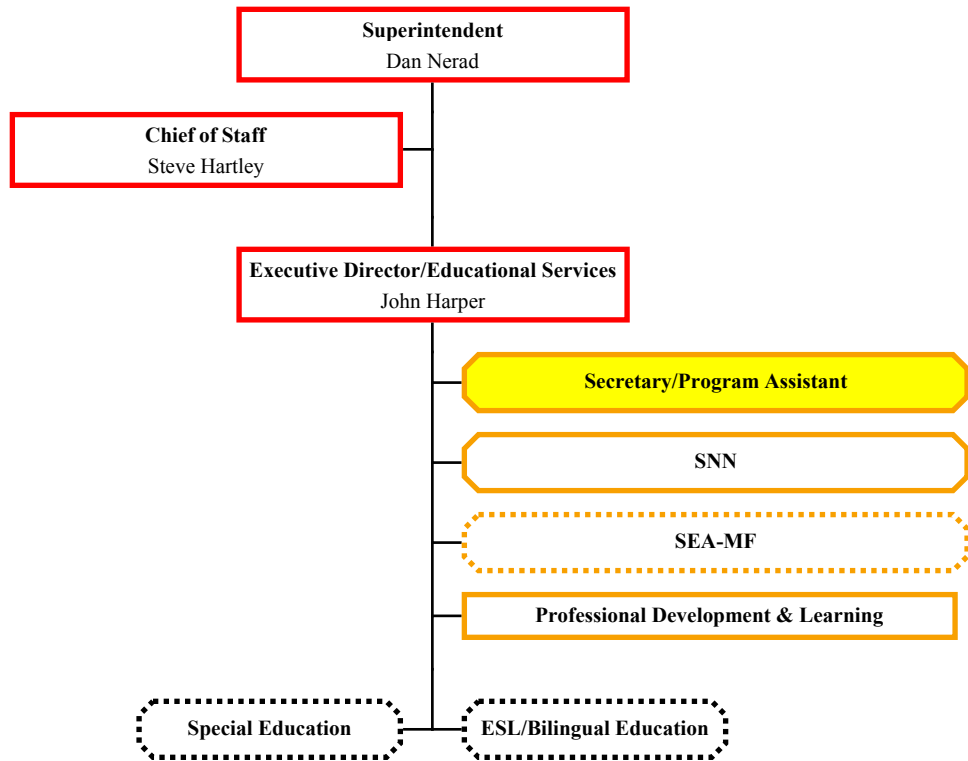 Superintendent
Dan Nerad
Chief of Staff
Steve Hartley
Executive Director/Educational Services
John Harper
Secretary/Program Assistant
SNN
SEA-MF
Professional Development & Learning
Special Education
ESL/Bilingual Education